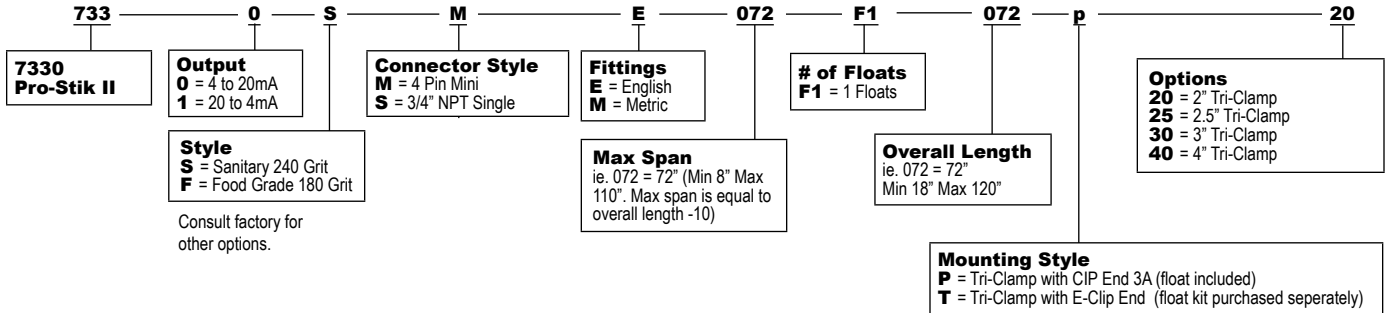 733 0 S M E 072 F1 072 p 20
7330
Pro-Stik II
Output
0 = 4 to 20mA
1 = 20 to 4mA
Style
S = Sanitary 240 Grit
F = Food Grade 180 Grit
Consult factory for
other options.
Connector Style
M = 4 Pin Mini
S = 3/4" NPT Single
Fittings
E = English
M = Metric
Max Span
ie. 072 = 72" (Min 8" Max
110". Max span is equal to
overall length -10)
# of Floats
F1 = 1 Floats
Overall Length
ie. 072 = 72"
Min 18" Max 120"
Mounting Style
P = Tri-Clamp with CIP End 3A (float included)
T = Tri-Clamp with E-Clip End (float kit purchased seperately)
Options
20 = 2" Tri-Clamp
25 = 2.5" Tri-Clamp
30 = 3" Tri-Clamp
40 = 4" Tri-Clamp